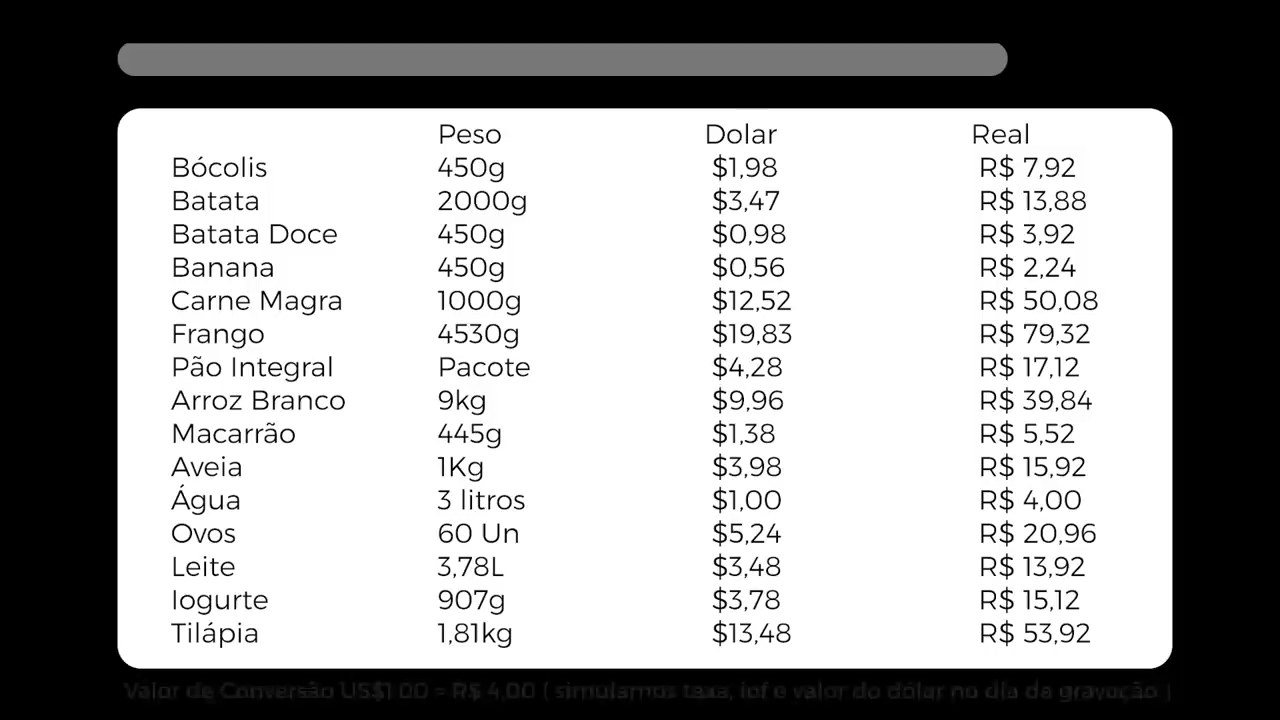 Peso Dolar Real
Bócolis 450g $1,98 R$ 7,92
Batata 2000g $3,47 R$ 13,88
Batata Doce 450g $0,98 R$ 3,92
Banana 450g $0,56 R$ 2,24
Carne Magra 1000g $12,52 R$ 50,08
Frango 4530g $19,83 R$ 79,32
Pão Integral Pacote $4,28 R$ 17,12
Arroz Branco 9kg $9,96 R$ 39,84
Macarrão 445g $1,38 R$ 5,52
Aveia 1Kg $3,98 R$ 15,92
Água 3 litros $1,00 R$ 4,00
Ovos 60 Un $5,24 R$ 20,96
Leite 3,78L $3,48 R$ 13,92
Iogurte 907g $3,78 R$ 15,12
Tilápia 1,81kg $13,48 R$ 53,92
Valor de Conversão US$1.00 = R$ 4,00 ( simulamos taxa, iof e valor do dólar no dia da gravação )